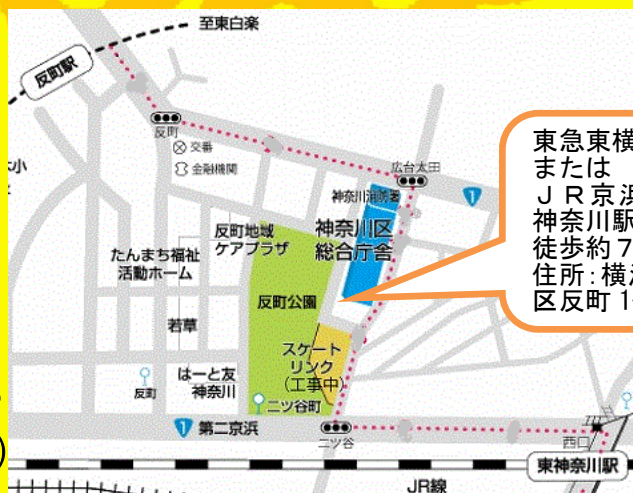 至東白楽
反町駅
反町
交番
金融機関
広台太田
神奈川消防署
1
神奈川区
総合庁舎
反町地域
ケアプラザ
たんまち福祉
活動ホーム
反町公園
若草
スケート
リンク
(工事中)
はーと友
神奈川
反町
二ツ谷町
1
第二京浜
二ツ谷
西口
東神奈川駅
JR線
東急東横
または
ＪＲ京浜
神奈川駅
徒歩約７
住所：横浜
区反町１
小
)